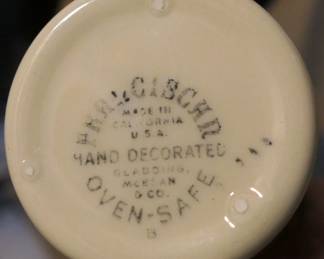 FRANCISCAN
MADE IN
CALIFORNIA
U.S.A.
HAND DECORATED
GLADDING,
McBEAN
& CO.
OVEN-SAFE
B